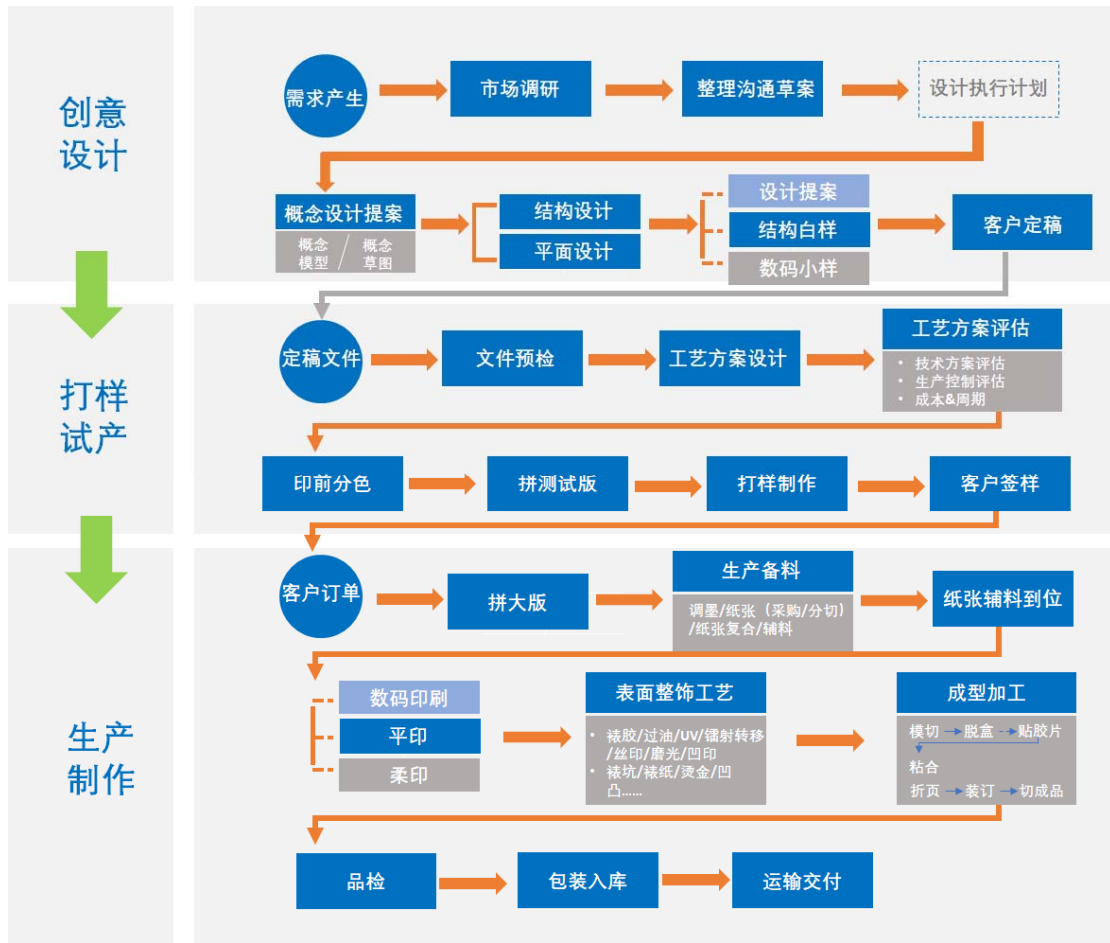 创意
设计
需求产生
市场调研
整理沟通草案
设计执行计划
概念设计提案
概念
模型
概念
草图
结构设计
平面设计
设计提案
结构白样
数码小样
客户定稿
打样
试产
定稿文件
文件预检
工艺方案设计
工艺方案评估
• 技术方案评估
• 生产控制评估
• 成本&周期
印前分色
拼测试版
打样制作
客户签样
生产
制作
客户订单
拼大版
生产备料
调墨/纸张（采购/分切）
/纸张复合/辅料
纸张辅料到位
数码印刷
平印
柔印
表面整饰工艺
• 裱胶/过油/UV/镭射转移
/丝印/磨光/凹印
• 裱坑/裱纸/烫金/凹
凸……
成型加工
模切 脱盒 贴胶片
粘合
折页 装订 切成品
品检
包装入库
运输交付